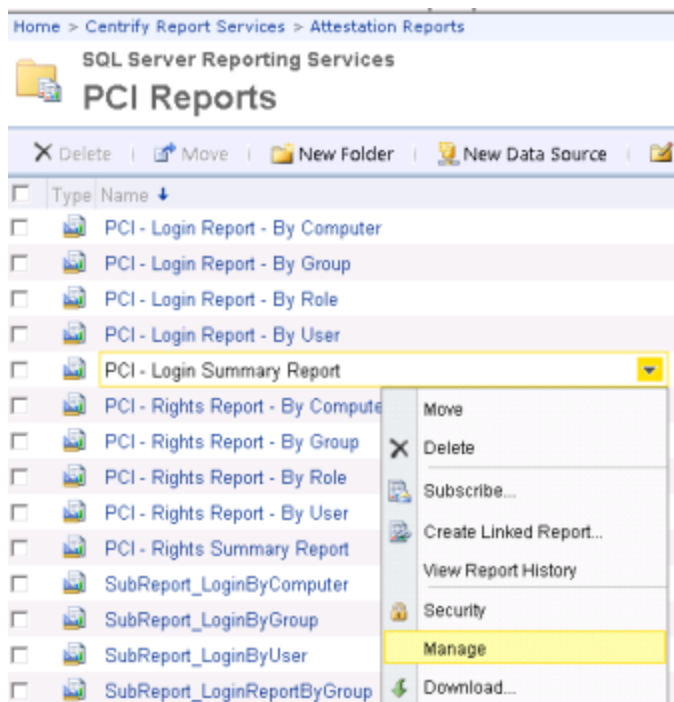 Home > Centrify Report Services > Attestation Reports
SQL Server Reporting Services
PCI Reports
Delete | Move | New Folder | New Data Source |
Type Name
PCI - Login Report - By Computer
PCI - Login Report - By Group
PCI - Login Report - By Role
PCI - Login Report - By User
PCI - Login Summary Report
PCI - Rights Report - By Compute
PCI - Rights Report - By Group
PCI - Rights Report - By Role
PCI - Rights Report - By User
PCI - Rights Summary Report
SubReport_LoginByComputer
SubReport_LoginByGroup
SubReport_LoginByUser
SubReport_LoginReportByGroup
Move
Delete
Subscribe...
Create Linked Report...
View Report History
Security
Manage
Download...